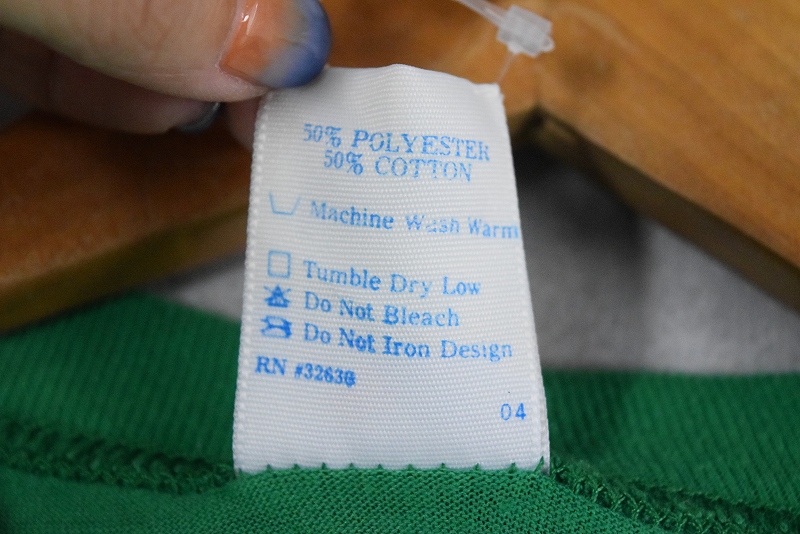 50% POLYESTER
50% COTTON
Machine Wash Warm
Tumble Dry Low
Do Not Bleach
Do Not Iron Design
RN #32630
04